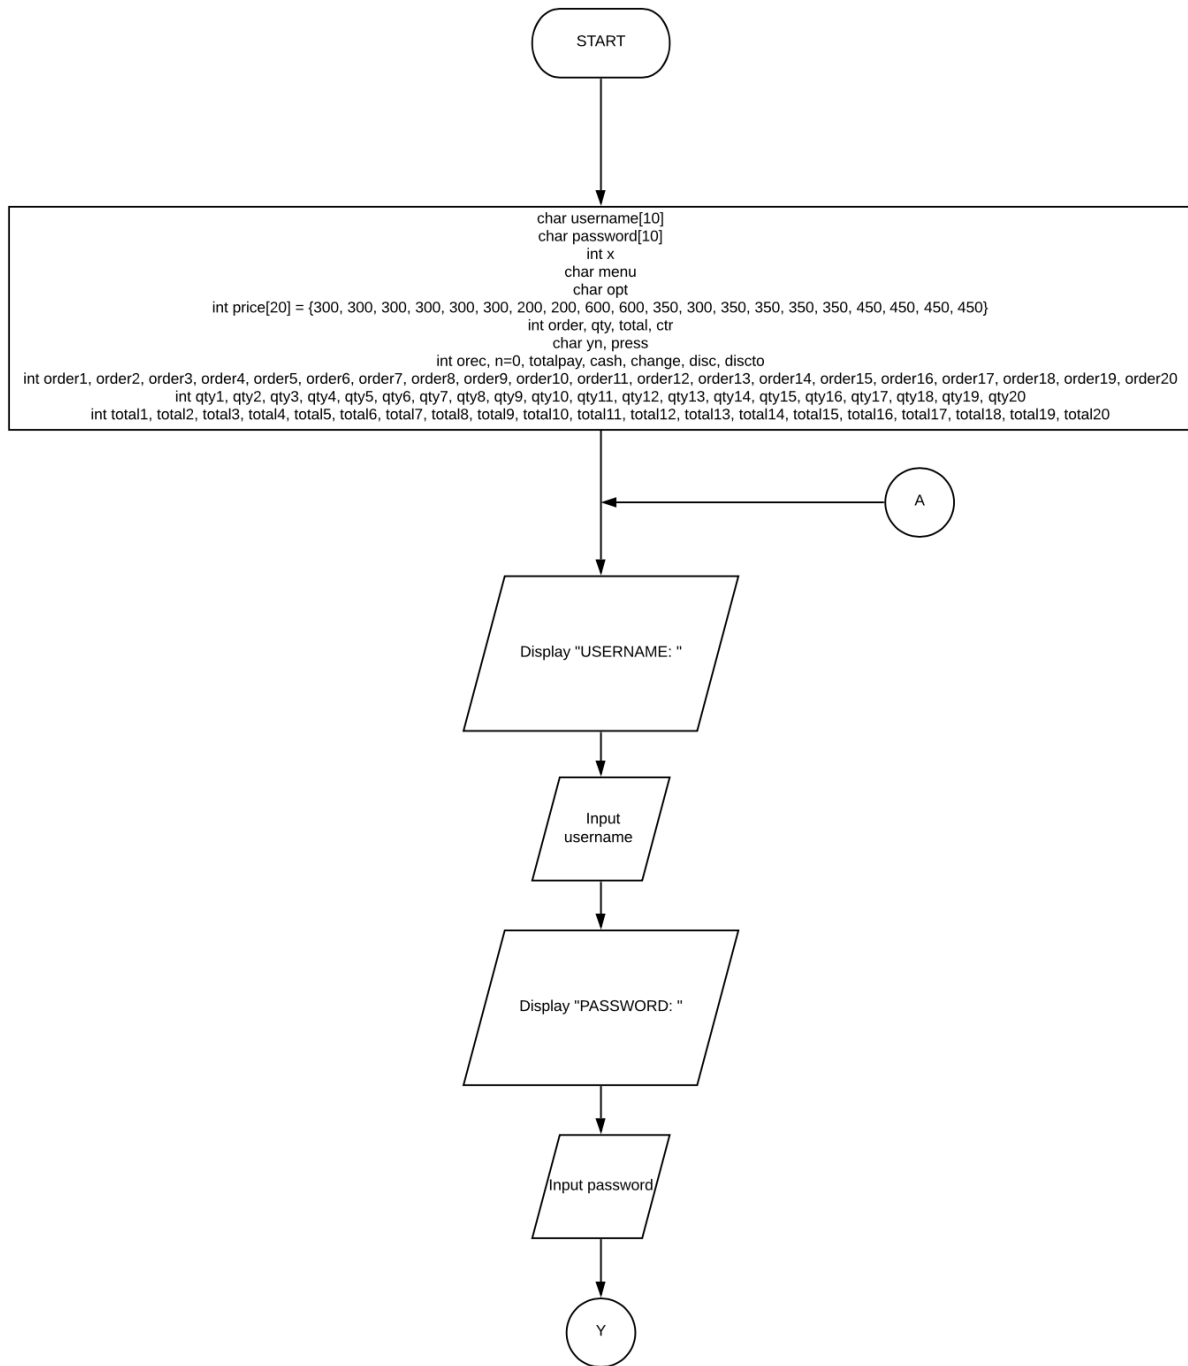 START
char username[10]
char password[10]
int x
char menu
char opt
int price[20] = {300, 300, 300, 300, 300, 300, 200, 200, 600, 600, 350, 300, 350, 350, 350, 350, 450, 450, 450, 450}
int order, qty, total, ctr
char yn, press
int orec, n=0, totalpay, cash, change, disc, discto
int order1, order2, order3, order4, order5, order6, order7, order8, order9, order10, order11, order12, order13, order14, order15, order16, order17, order18, order19, order20
int qty1, qty2, qty3, qty4, qty5, qty6, qty7, qty8, qty9, qty10, qty11, qty12, qty13, qty14, qty15, qty16, qty17, qty18, qty19, qty20
int total1, total2, total3, total4, total5, total6, total7, total8, total9, total10, total11, total12, total13, total14, total15, total16, total17, total18, total19, total20
A
Display "USERNAME: "
Input
username
Display "PASSWORD: "
Input password
Y